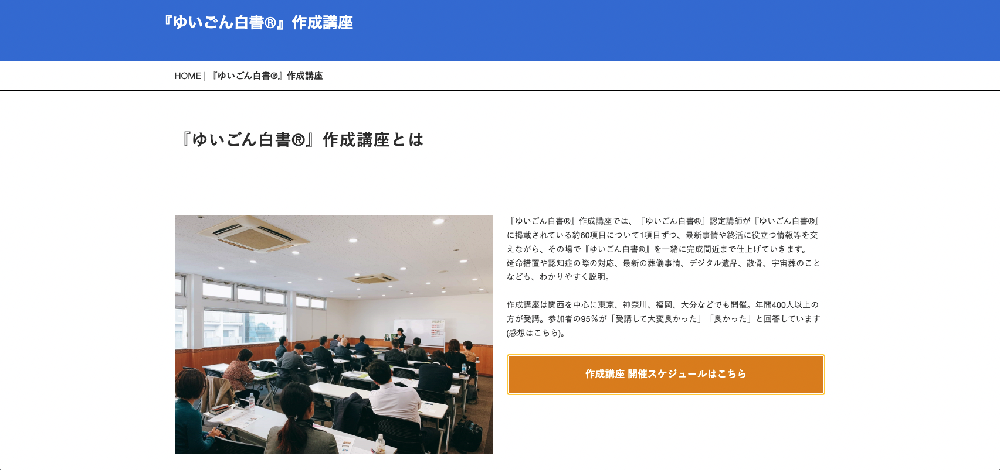 『ゆいごん白書®』作成講座
HOME | 『ゆいごん白書®』作成講座
『ゆいごん白書®』作成講座とは
『ゆいごん白書®』作成講座では、『ゆいごん白書®』認定講師が『ゆいごん白書®』
に掲載されている約60項目について1項目ずつ、最新事情や終活に役立つ情報等を交
えながら、その場で『ゆいごん白書®』を一緒に完成間近まで仕上げていきます。
延命措置や認知症の際の対応、最新の葬儀事情、デジタル遺品、散骨、宇宙葬のこと
なども、わかりやすく説明。
作成講座は関西を中心に東京、神奈川、福岡、大分などでも開催。年間400人以上の
方が受講。参加者の95％が「受講して大変良かった」「良かった」と回答しています
(感想はこちら)。
作成講座 開催スケジュールはこちら